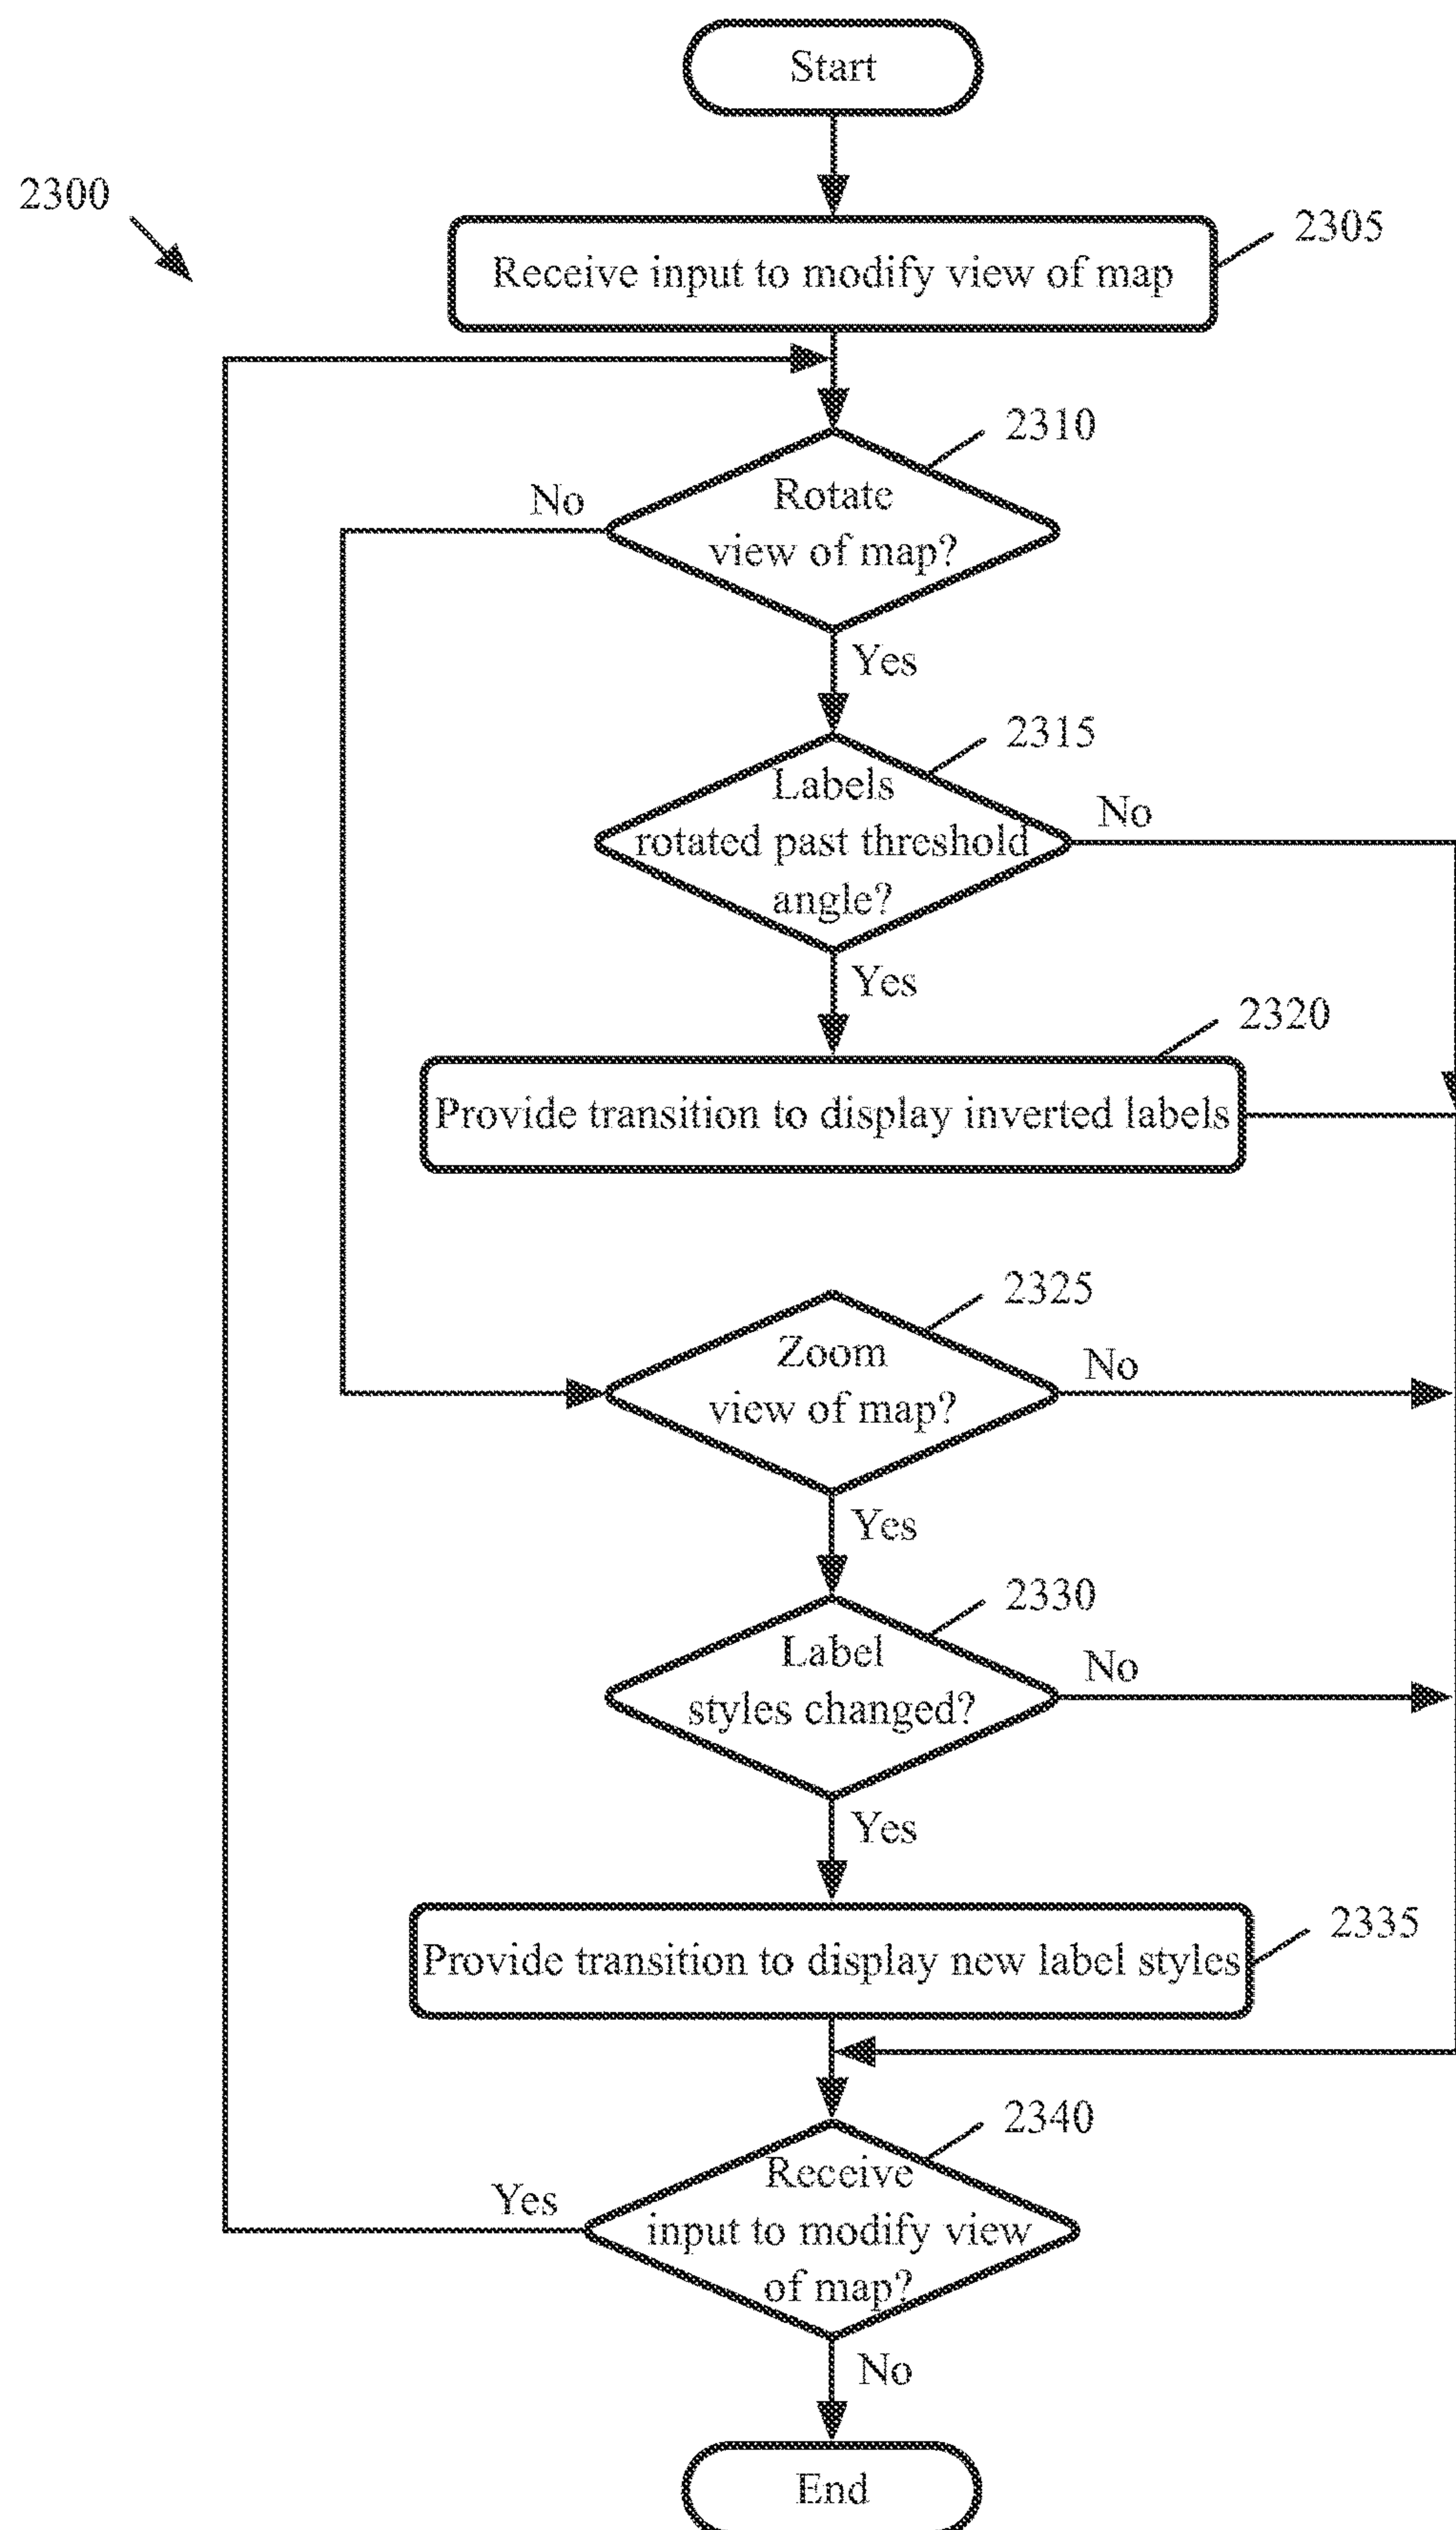 Start
2300
2305
Receive input to modify view of map
2310
Rotate
view of map?
No
Yes
2315
Labels
rotated past threshold
angle?
No
Yes
2320
Provide transition to display inverted labels
2325
Zoom
view of map?
No
Yes
2330
Label
styles changed?
No
Yes
2335
Provide transition to display new label styles
2340
Receive
input to modify view
of map?
Yes
No
End